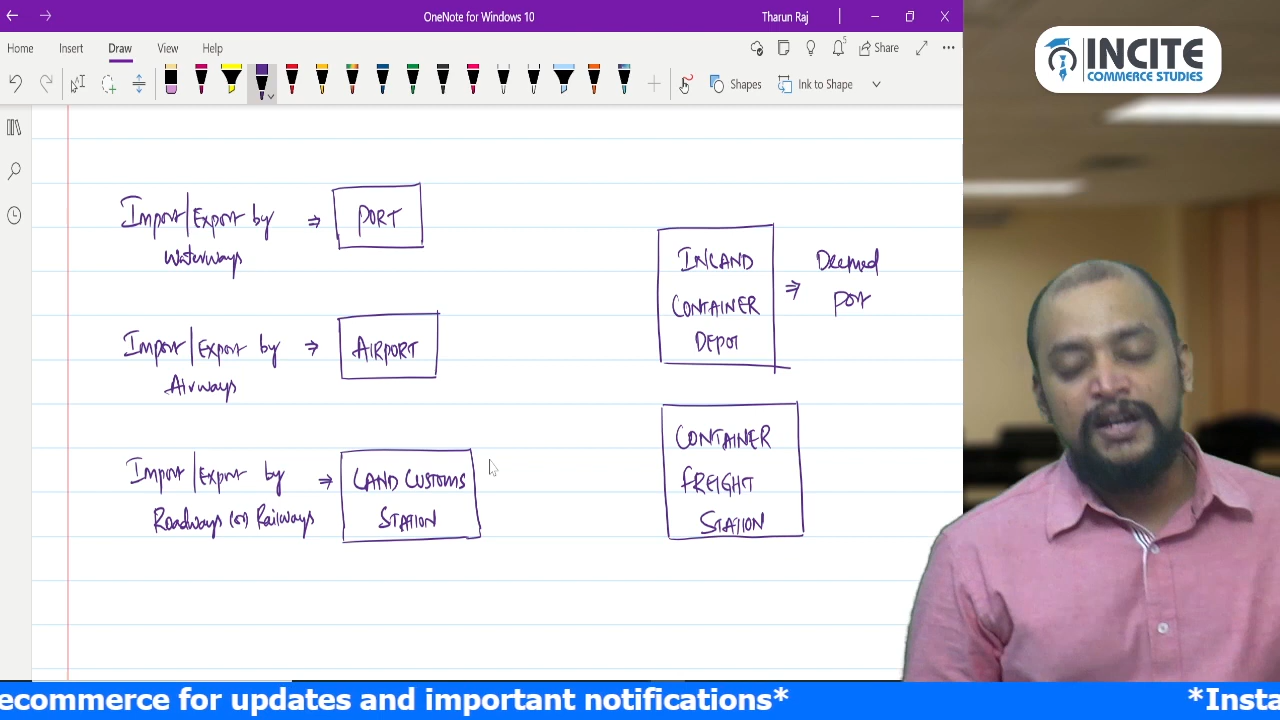 OneNote for Windows 10
Tharun Raj
Home Insert Draw View Help
5
Share
Shapes
Ink to Shape
INCITE
COMMERCE STUDIES
Import/Export by
Waterways
⇒ PORT
Import/Export by
Airways
⇒ AIRPORT
Import/Export by
Roadways (or) Railways
⇒ LAND CUSTOMS
STATION
INLAND
CONTAINER
DEPOT
⇒ Deemed
Port
CONTAINER
FREIGHT
STATION
ecommerce for updates and important notifications* *Insta